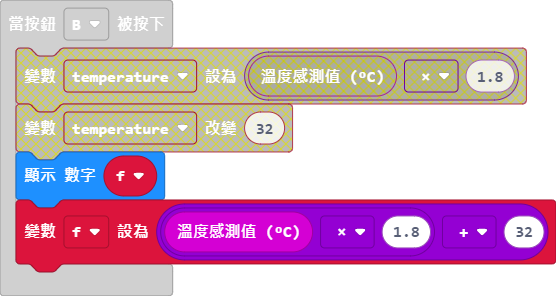 當按鈕 B 被按下
變數 temperature 設為 溫度感測值 (ºC) × 1.8
變數 temperature 改變 32
顯示 數字 f
變數 f 設為 溫度感測值 (ºC) × 1.8 + 32